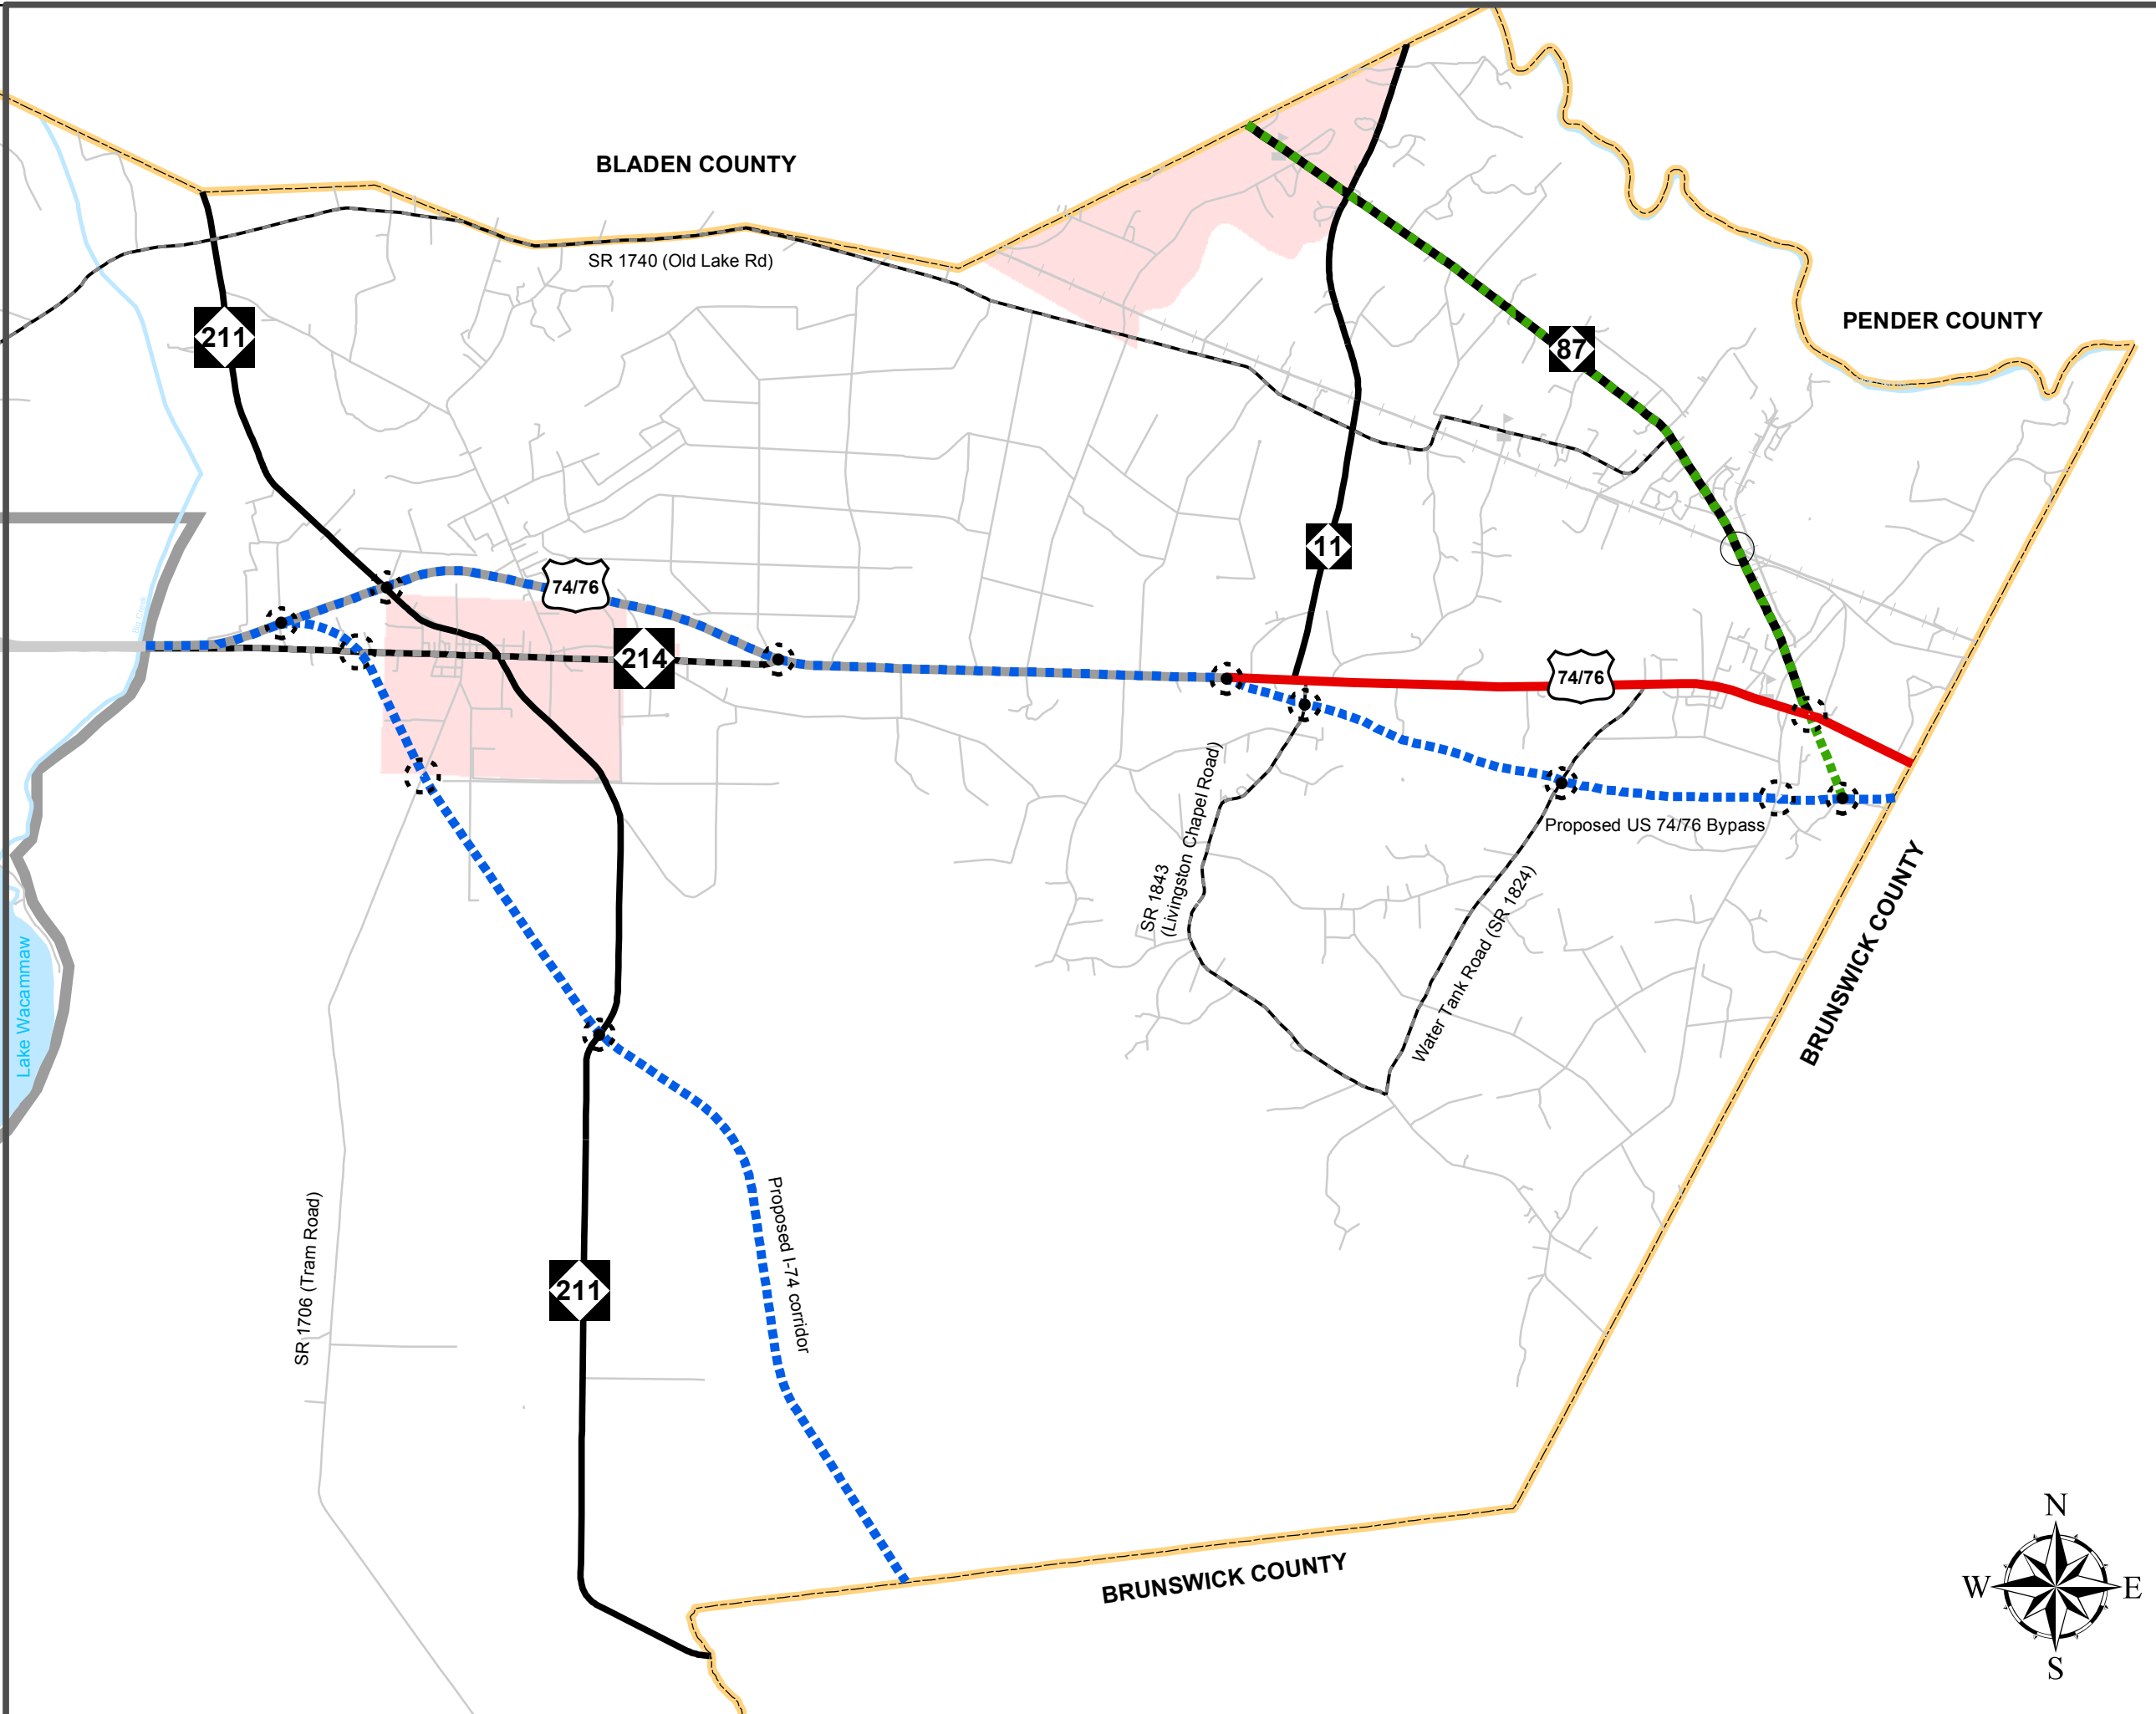 BLADEN COUNTY
SR 1740 (Old Lake Rd)
PENDER COUNTY
211
87
11
74/76
214
74/76
Proposed US 74/76 Bypass
SR 1843
(Livingston Chapel Road)
Water Tank Road (SR 1824)
BRUNSWICK COUNTY
Lake Wacammaw
SR 1706 (Tram Road)
211
Proposed I-74 corridor
BRUNSWICK COUNTY
N
W
E
S